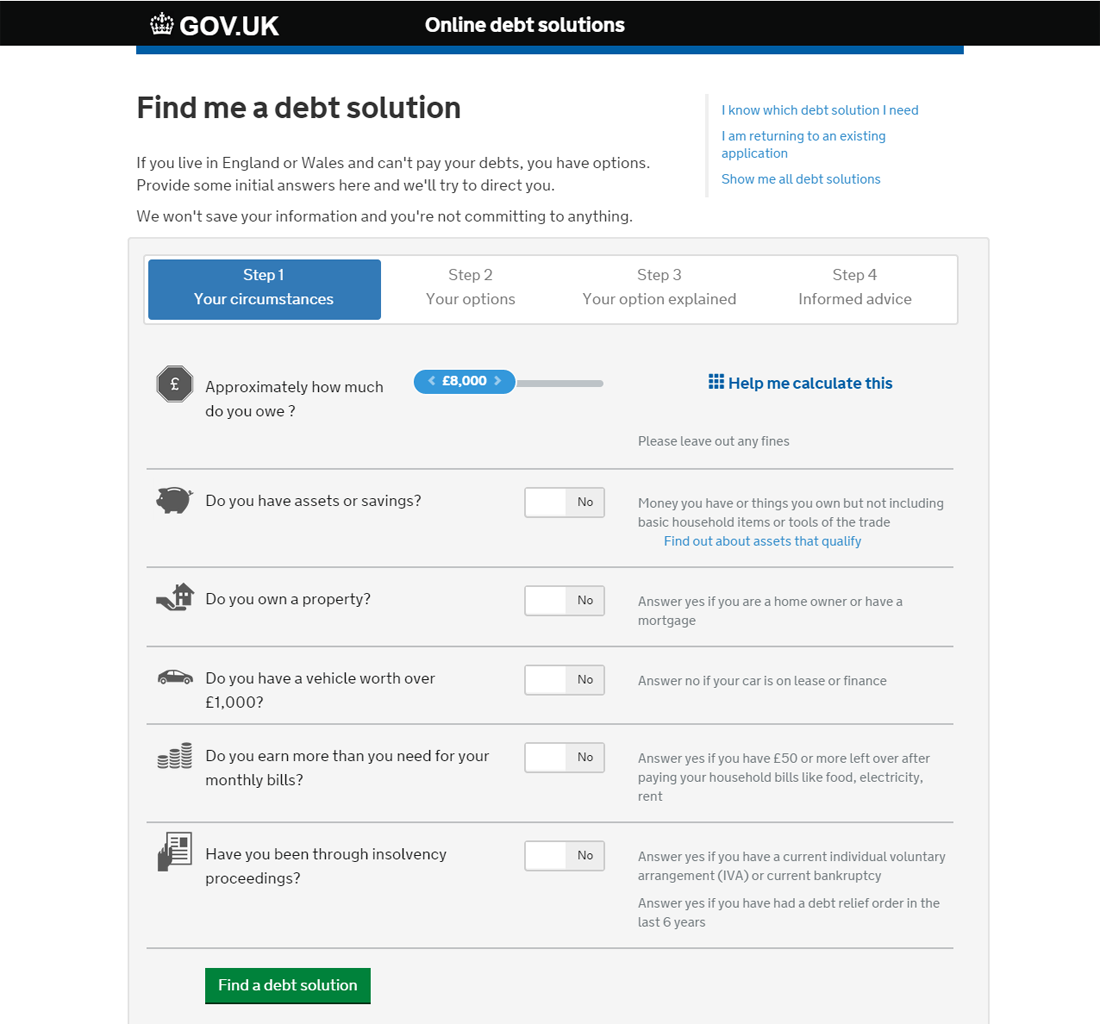 GOV.UK
Online debt solutions
Find me a debt solution
I know which debt solution I need
I am returning to an existing
application
Show me all debt solutions
If you live in England or Wales and can't pay your debts, you have options.
Provide some initial answers here and we'll try to direct you.
We won't save your information and you're not committing to anything.
Step 1
Your circumstances
Step 2
Your options
Step 3
Your option explained
Step 4
Informed advice
£
Approximately how much
do you owe ?
£8,000
Help me calculate this
Please leave out any fines
Do you have assets or savings?
No
Money you have or things you own but not including
basic household items or tools of the trade
Find out about assets that qualify
Do you own a property?
No
Answer yes if you are a home owner or have a
mortgage
Do you have a vehicle worth over
£1,000?
No
Answer no if your car is on lease or finance
Do you earn more than you need for your
monthly bills?
No
Answer yes if you have £50 or more left over after
paying your household bills like food, electricity,
rent
Have you been through insolvency
proceedings?
No
Answer yes if you have a current individual voluntary
arrangement (IVA) or current bankruptcy
Answer yes if you have had a debt relief order in the
last 6 years
Find a debt solution